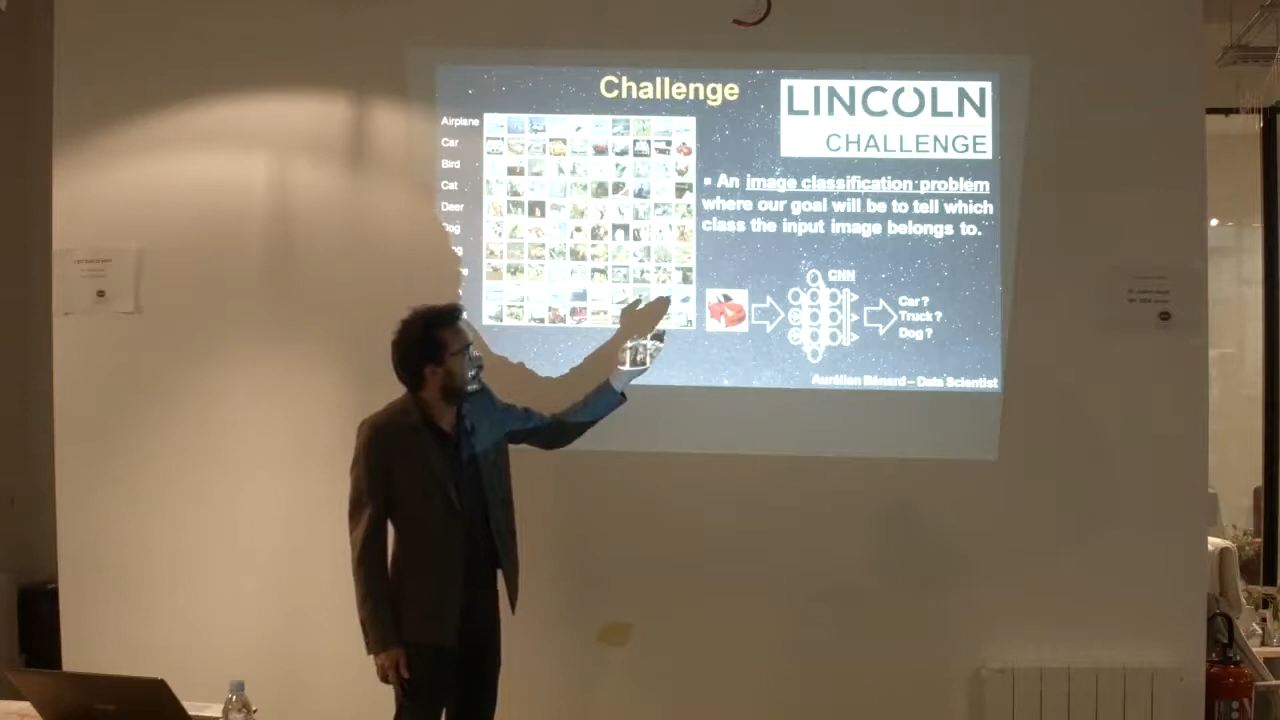 Challenge
LINCOLN
CHALLENGE
Airplane
Car
Bird
Cat
Deer
▪ An image classification problem
where our goal will be to tell which
class the input image belongs to.
CNN
Car ?
Truck ?
Dog ?
Aurélien Bénard – Data Scientist